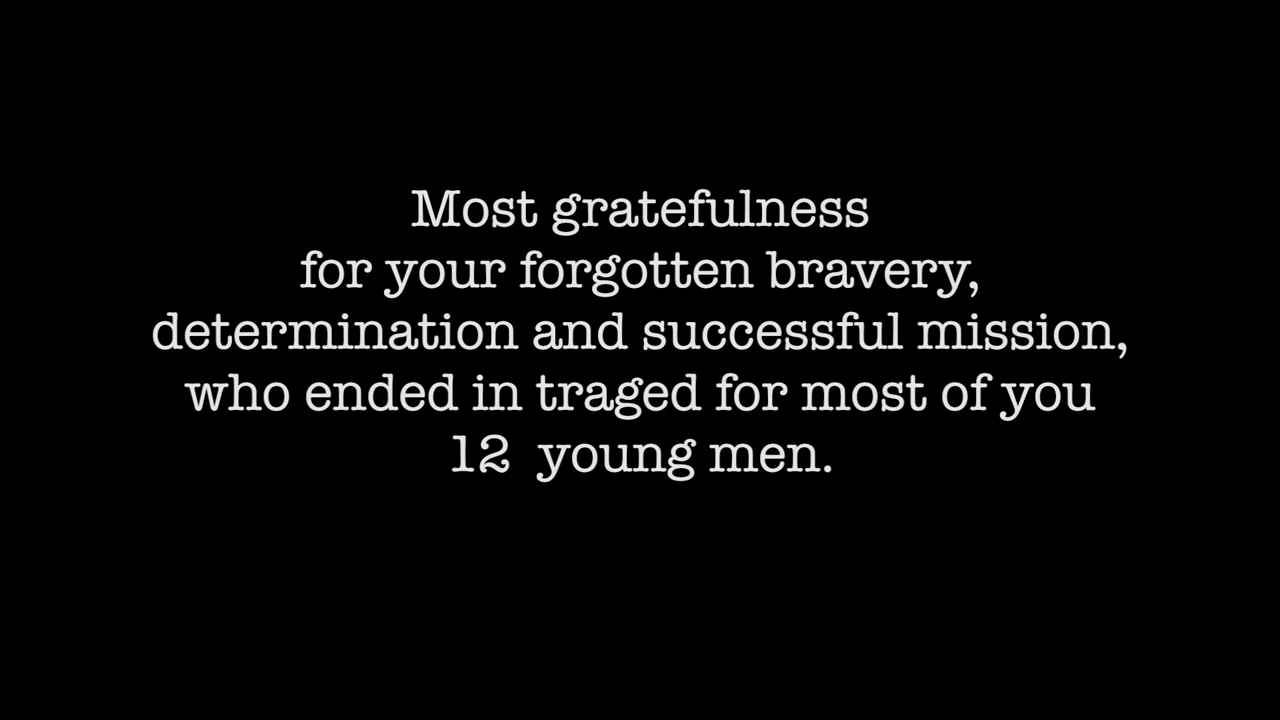 Most gratefulness
for your forgotten bravery,
determination and successful mission,
who ended in traged for most of you
12  young men.